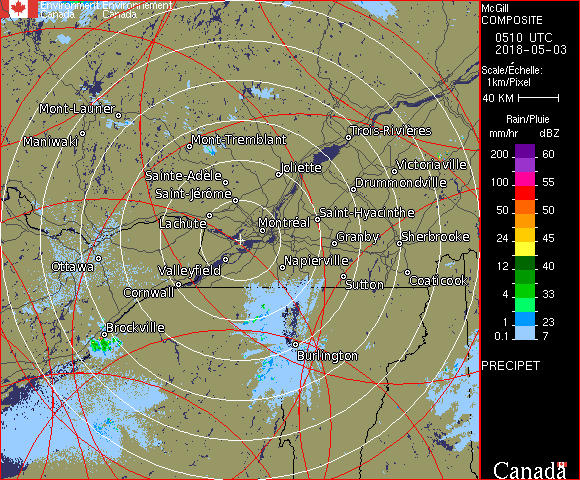 Environment Environnement
Canada Canada
McGill
COMPOSITE
0510 UTC
2018-05-03
Scale/Échelle:
1km/Pixel
40 KM
Rain/Pluie
mm/hr dBZ
200 60
100 55
50 50
24 45
12 40
8 33
4 28
1 23
0.1 7
PRECIPET
Canada
Mont-Laurier
Maniwaki
Mont-Tremblant
Trois-Rivières
Sainte-Adèle
Joliette
Victoriaville
Saint-Jérôme
Drummondville
Lachute
Montréal
Saint-Hyacinthe
Granby
Sherbrooke
Ottawa
Valleyfield
Napierville
Cornwall
Sutton
Coaticook
Brockville
Burlington